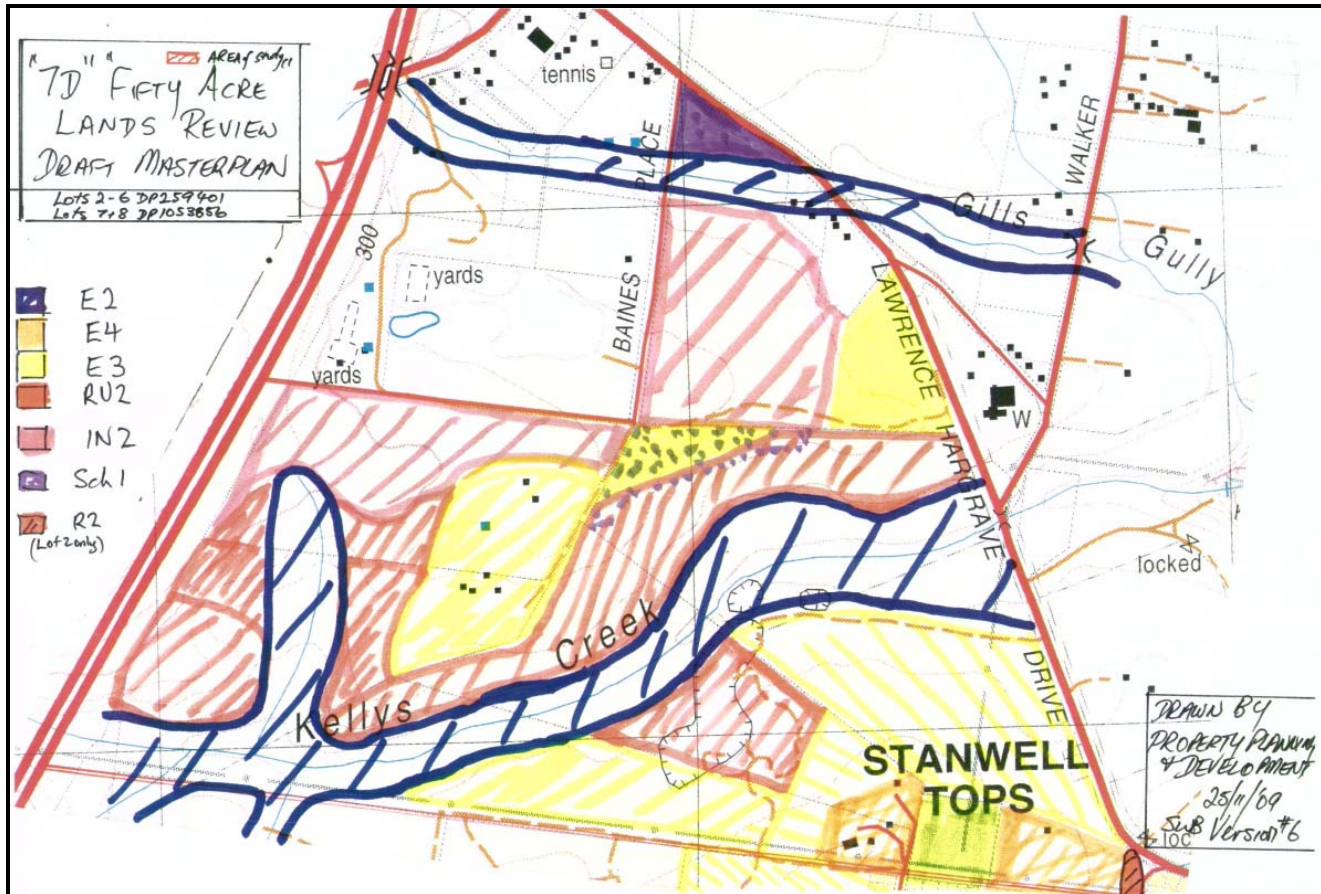 AREA of study
"7D" FIFTY ACRE
LANDS REVIEW
DRAFT MASTERPLAN
Lots 2-6 DP259401
Lots 7+8 DP1053856
E2
E4
E3
RU2
IN2
Sch 1
R2
(Lot 2 only)
tennis
PLACE
WALKER
Gills
Gully
300
yards
BAINES
LAWRENCE
yards
HARGRAVE
W
locked
Creek
Kellys
DRIVE
STANWELL
TOPS
DRAWN BY
PROPERTY PLANNING
& DEVELOPMENT
25/11/09
SUB Version #6